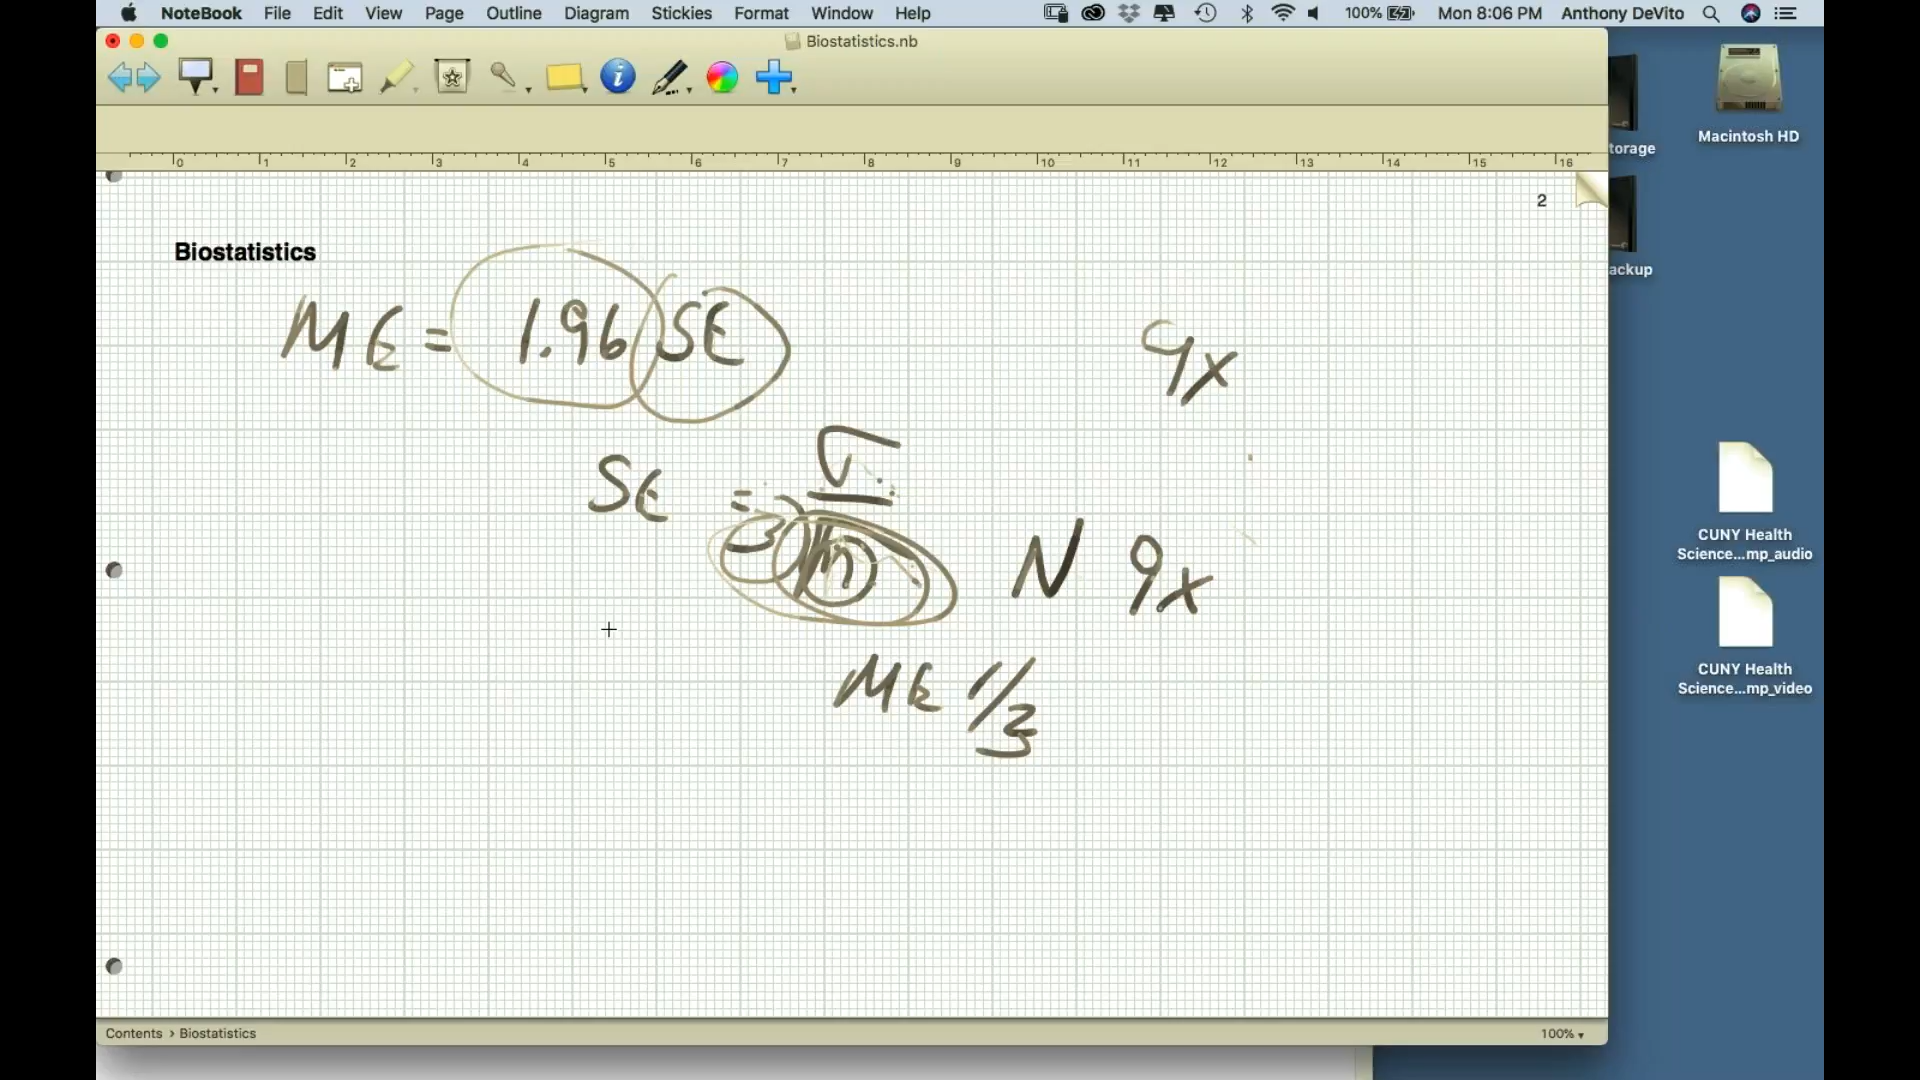 NoteBook File Edit View Page Outline Diagram Stickies Format Window Help 100% Mon 8:06 PM Anthony DeVito
Biostatistics.nb
0 1 2 3 4 5 6 7 8 9 10 11 12 13 14 15 16
Macintosh HD
torage
2
Biostatistics
ackup
ME = 1.96 SE
9x
SE = σ
3 √n N 9x
ME 1/3
CUNY Health
Science...mp_audio
CUNY Health
Science...mp_video
Contents › Biostatistics 100%